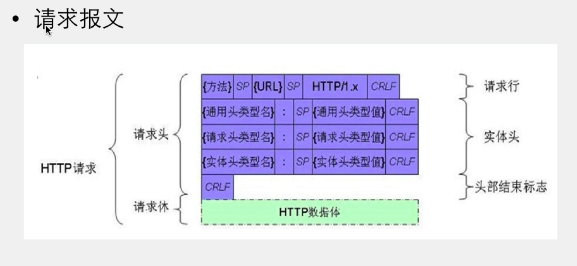 • 请求报文
{方法} SP {URL} SP HTTP/1.x CRLF
请求行
{通用头类型名} : SP {通用头类型值} CRLF
请求头
{请求头类型名} : SP {请求头类型值} CRLF
实体头
{实体头类型名} : SP {实体头类型值} CRLF
HTTP请求
CRLF
头部结束标志
请求休
HTTP数据体